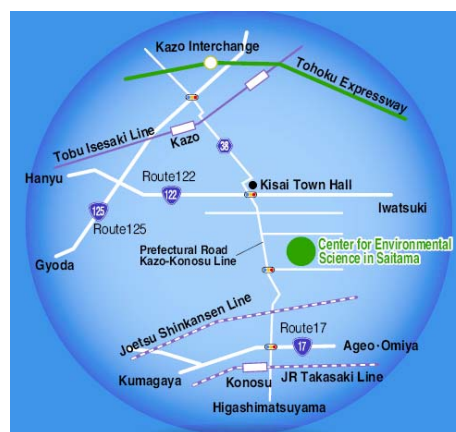 Kazo Interchange
Tohoku Expressway
Tobu Isesaki Line
Kazo
38
Hanyu
Route122
122
Kisai Town Hall
Iwatsuki
125
Route125
Gyoda
Prefectural Road
Kazo-Konosu Line
Center for Environmental
Science in Saitama
Joetsu Shinkansen Line
Route17
17
Ageo·Omiya
Kumagaya
Konosu
JR Takasaki Line
Higashimatsuyama